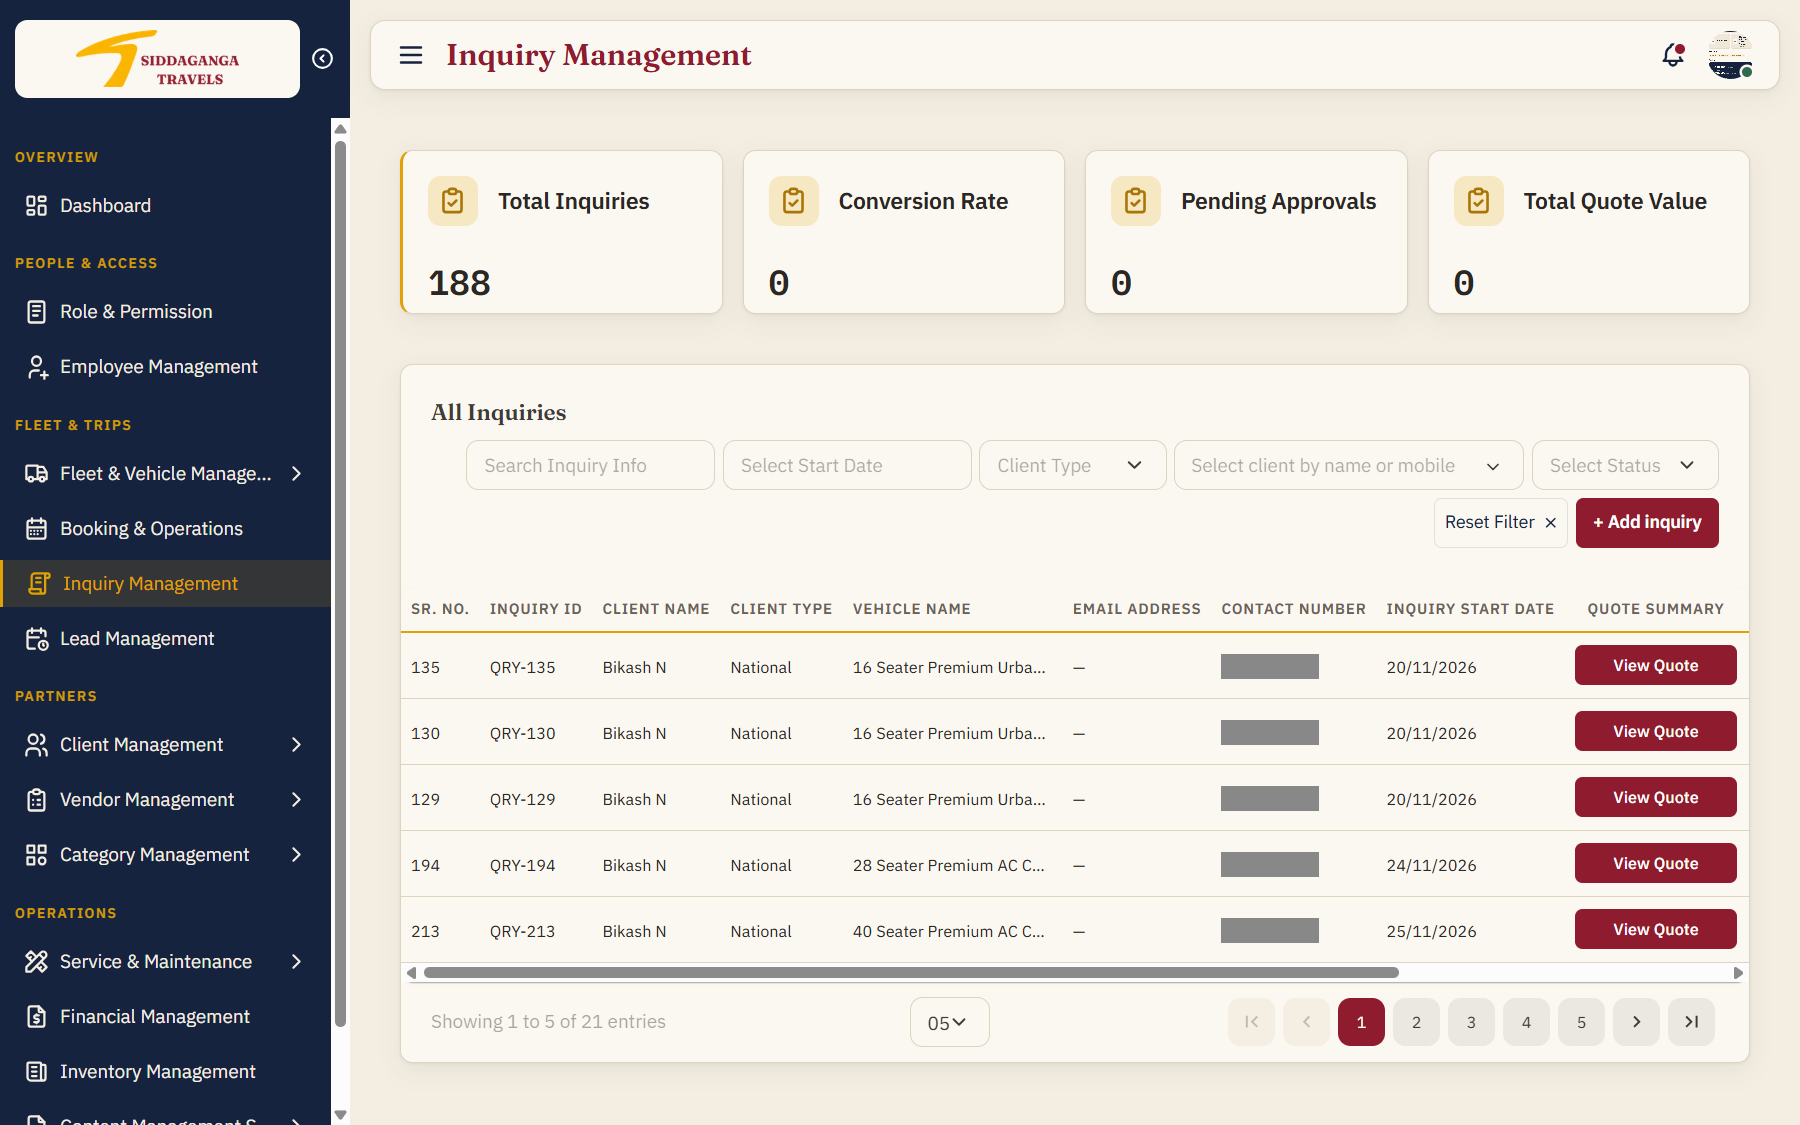 SIDDAGANGA
TRAVELS
OVERVIEW
Dashboard
PEOPLE & ACCESS
Role & Permission
Employee Management
FLEET & TRIPS
Fleet & Vehicle Manage...
Booking & Operations
Inquiry Management
Lead Management
PARTNERS
Client Management
Vendor Management
Category Management
OPERATIONS
Service & Maintenance
Financial Management
Inventory Management
Content Management S...
Inquiry Management
Total Inquiries
188
Conversion Rate
0
Pending Approvals
0
Total Quote Value
0
All Inquiries
Search Inquiry Info Select Start Date Client Type Select client by name or mobile Select Status
Reset Filter × + Add inquiry
SR. NO. INQUIRY ID CLIENT NAME CLIENT TYPE VEHICLE NAME EMAIL ADDRESS CONTACT NUMBER INQUIRY START DATE QUOTE SUMMARY
135 QRY-135 Bikash N National 16 Seater Premium Urba... — 20/11/2026 View Quote
130 QRY-130 Bikash N National 16 Seater Premium Urba... — 20/11/2026 View Quote
129 QRY-129 Bikash N National 16 Seater Premium Urba... — 20/11/2026 View Quote
194 QRY-194 Bikash N National 28 Seater Premium AC C... — 24/11/2026 View Quote
213 QRY-213 Bikash N National 40 Seater Premium AC C... — 25/11/2026 View Quote
Showing 1 to 5 of 21 entries 05 1 2 3 4 5